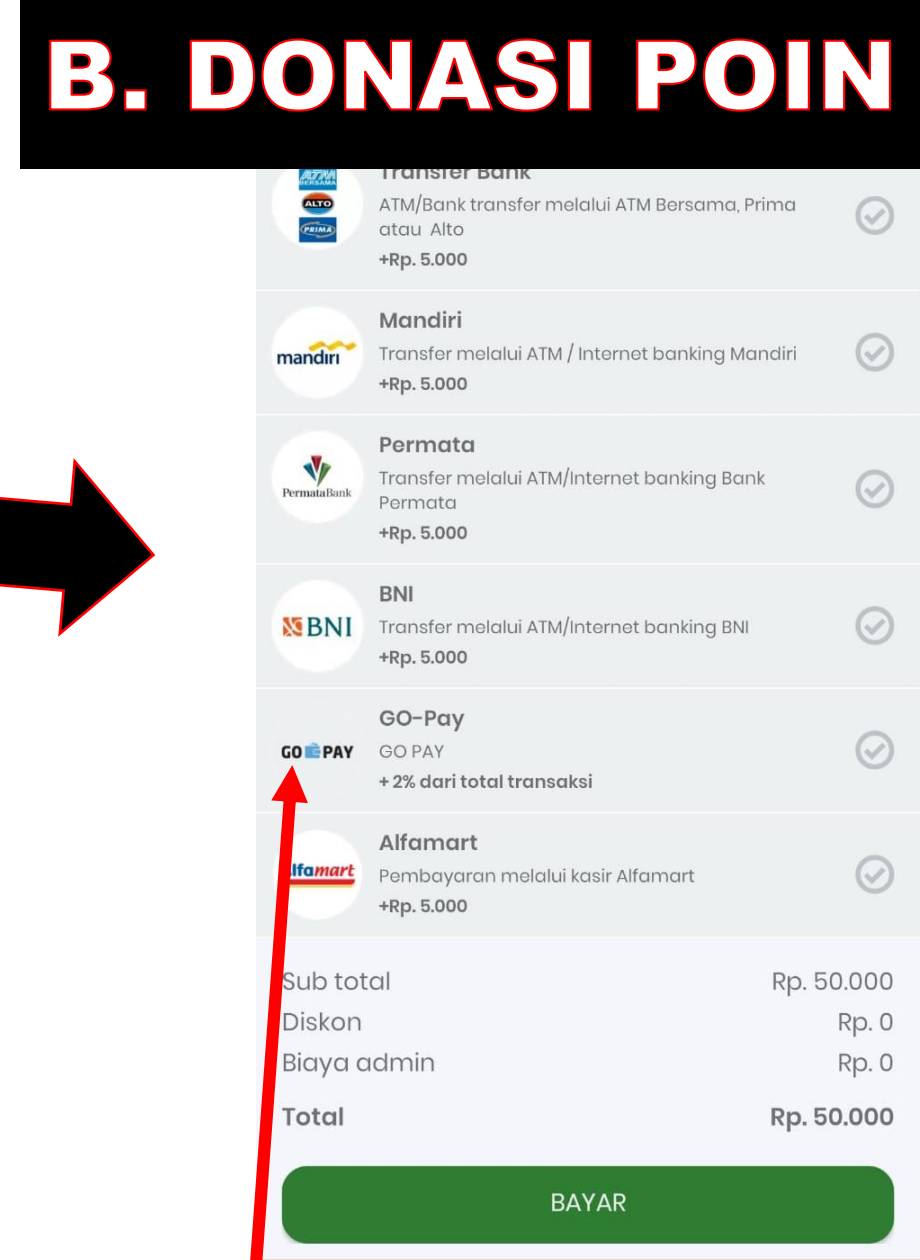 B. DONASI POIN
Transfer Bank
ATM
BERSAMA
ALTO
PRIMA
ATM/Bank transfer melalui ATM Bersama, Prima
atau Alto
+Rp. 5.000
mandiri
Mandiri
Transfer melalui ATM / Internet banking Mandiri
+Rp. 5.000
PermataBank
Permata
Transfer melalui ATM/Internet banking Bank
Permata
+Rp. 5.000
BNI
BNI
Transfer melalui ATM/Internet banking BNI
+Rp. 5.000
GO PAY
GO-Pay
GO PAY
+ 2% dari total transaksi
lfamart
Alfamart
Pembayaran melalui kasir Alfamart
+Rp. 5.000
Sub total Rp. 50.000
Diskon Rp. 0
Biaya admin Rp. 0
Total Rp. 50.000
BAYAR